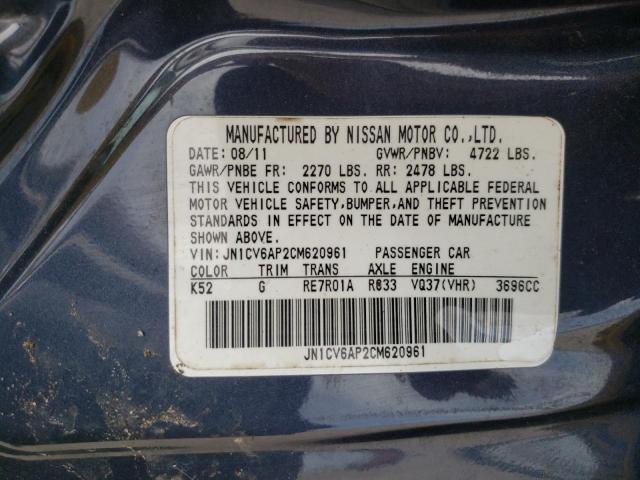 MANUFACTURED BY NISSAN MOTOR CO.,LTD.
DATE: 08/11 GVWR/PNBV: 4722 LBS.
GAWR/PNBE FR: 2270 LBS. RR: 2478 LBS.
THIS VEHICLE CONFORMS TO ALL APPLICABLE FEDERAL
MOTOR VEHICLE SAFETY,BUMPER,AND THEFT PREVENTION
STANDARDS IN EFFECT ON THE DATE OF MANUFACTURE
SHOWN ABOVE.
VIN:JN1CV6AP2CM620961 PASSENGER CAR
COLOR TRIM TRANS AXLE ENGINE
K52 G RE7R01A R833 VQ37(VHR) 3696CC
JN1CV6AP2CM620961